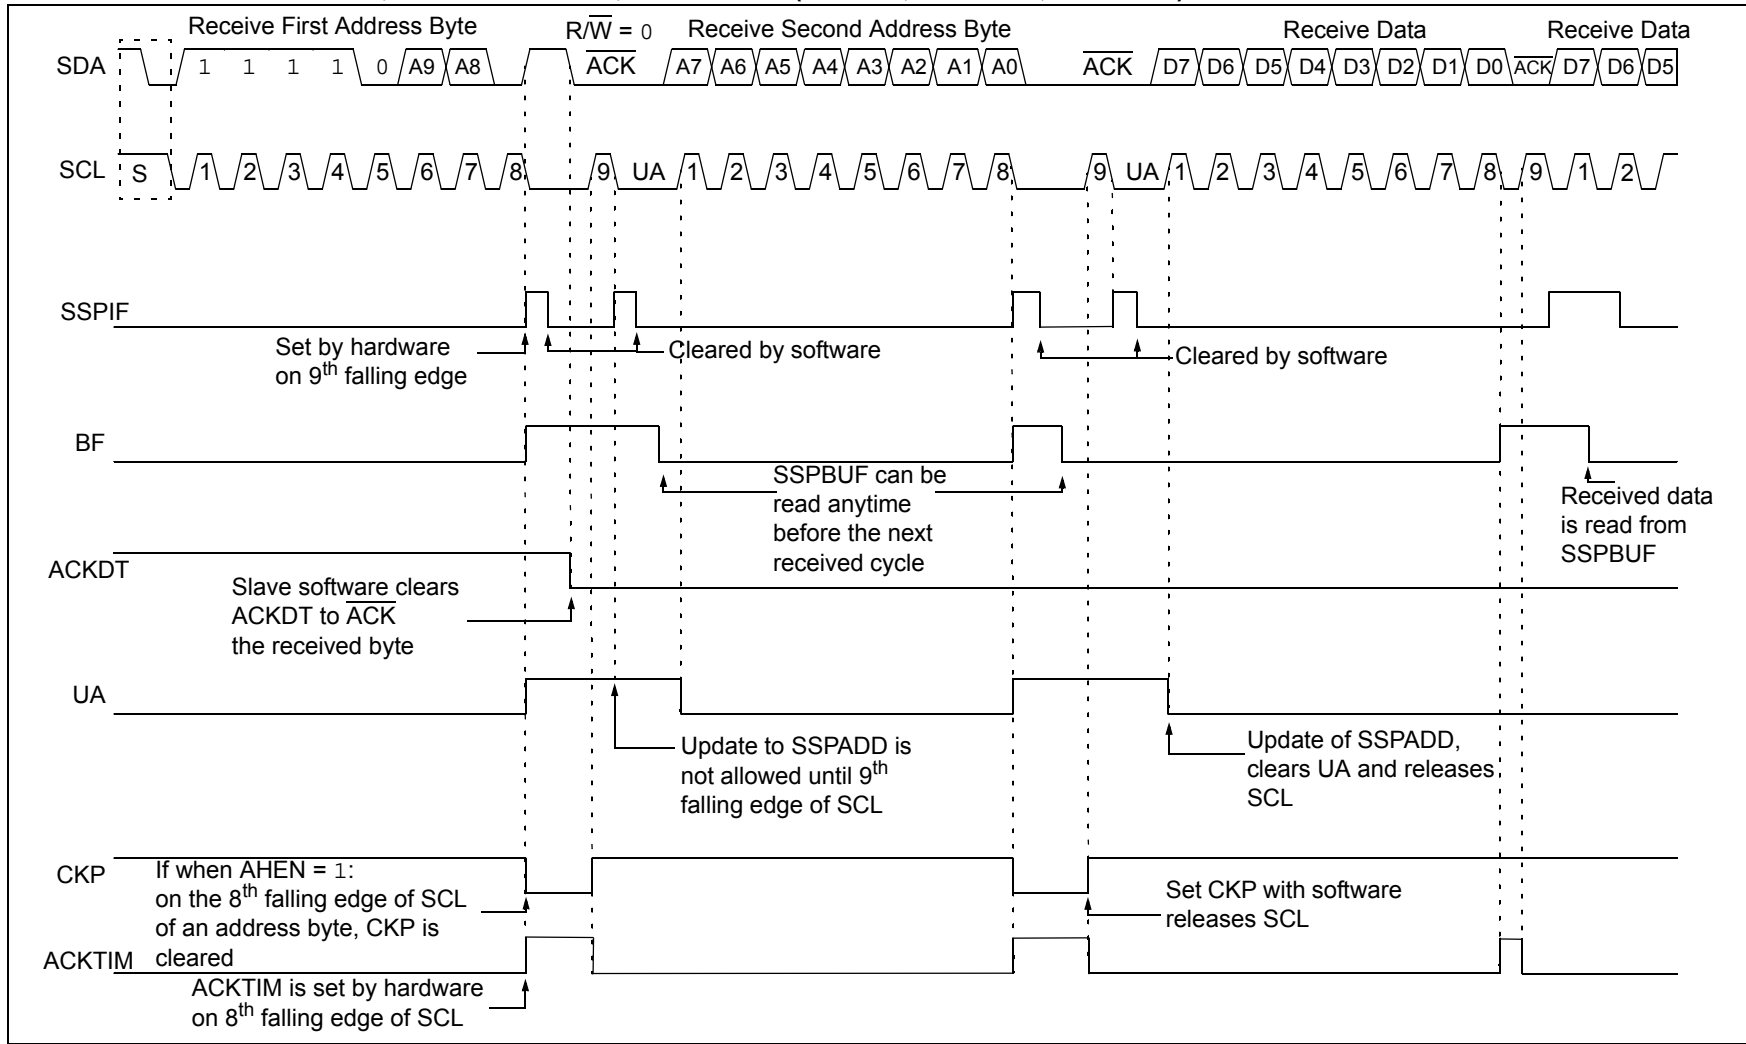 Receive First Address Byte R/W = 0 Receive Second Address Byte Receive Data Receive Data
SDA 1 1 1 1 0 A9 A8 ACK A7 A6 A5 A4 A3 A2 A1 A0 ACK D7 D6 D5 D4 D3 D2 D1 D0 ACK D7 D6 D5
SCL S 1 2 3 4 5 6 7 8 9 UA 1 2 3 4 5 6 7 8 9 UA 1 2 3 4 5 6 7 8 9 1 2
SSPIF
Set by hardware
on 9th falling edge
Cleared by software
Cleared by software
BF
SSPBUF can be
read anytime
before the next
received cycle
Received data
is read from
SSPBUF
ACKDT
Slave software clears
ACKDT to ACK
the received byte
UA
Update to SSPADD is
not allowed until 9th
falling edge of SCL
Update of SSPADD,
clears UA and releases
SCL
CKP
If when AHEN = 1:
on the 8th falling edge of SCL
of an address byte, CKP is
cleared
Set CKP with software
releases SCL
ACKTIM
ACKTIM is set by hardware
on 8th falling edge of SCL